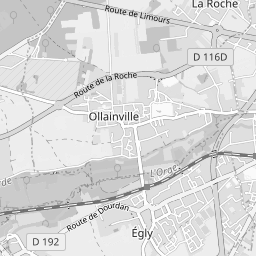 La Roche
Route de Limours
D 116D
Route de la Roche
Ollainville
L'Orge
Route de Dourdan
Égly
D 192